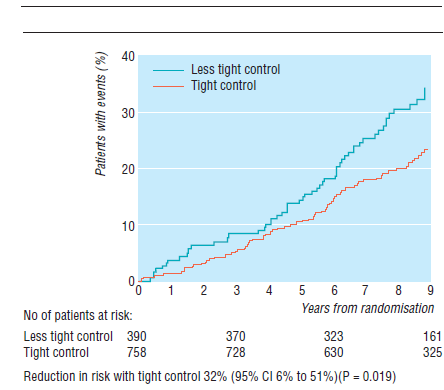 Patients with events (%)
40
30
20
10
0
Less tight control
Tight control
0 1 2 3 4 5 6 7 8 9
Years from randomisation
No of patients at risk:
Less tight control 390 370 323 161
Tight control 758 728 630 325
Reduction in risk with tight control 32% (95% CI 6% to 51%)(P = 0.019)